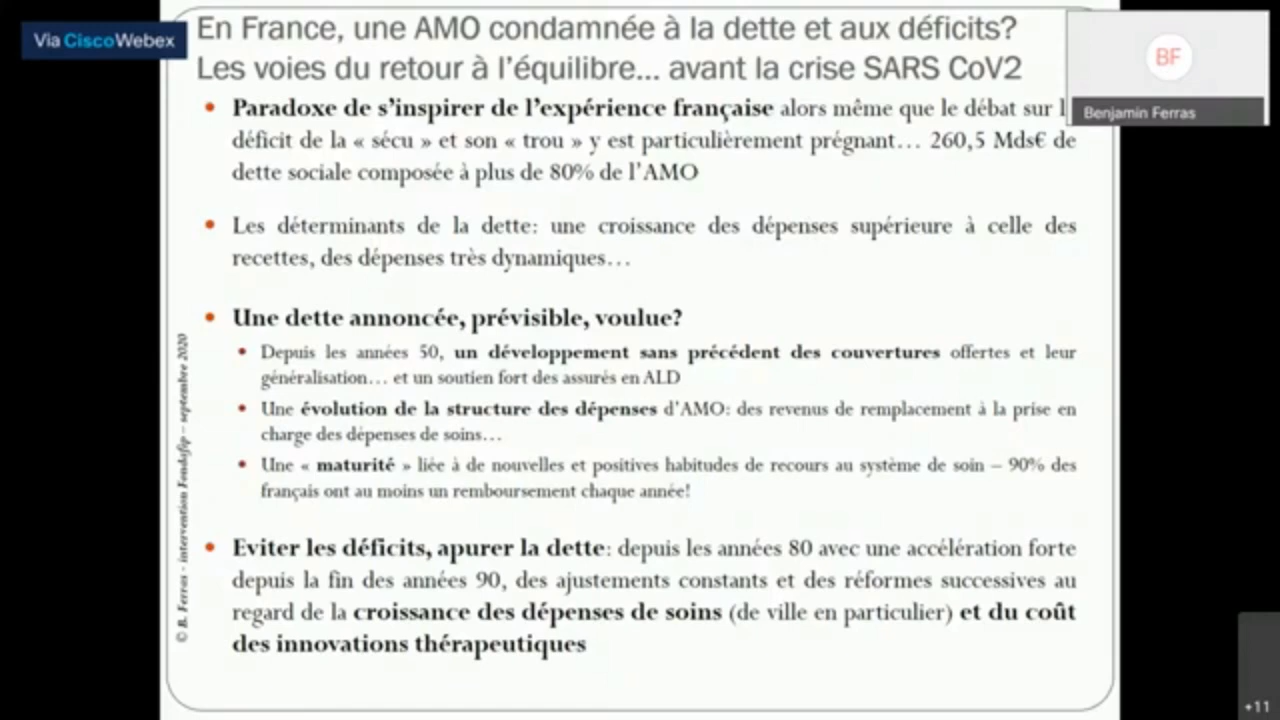 Via Cisco Webex
En France, une AMO condamnée à la dette et aux déficits?
Les voies du retour à l'équilibre... avant la crise SARS CoV2
BF
Benjamin Ferras
• Paradoxe de s'inspirer de l'expérience française alors même que le débat sur
déficit de la « sécu » et son « trou » y est particulièrement prégnant... 260,5 Mds€ de
dette sociale composée à plus de 80% de l'AMO
• Les déterminants de la dette: une croissance des dépenses supérieure à celle des
recettes, des dépenses très dynamiques...
• Une dette annoncée, prévisible, voulue?
• Depuis les années 50, un développement sans précédent des couvertures offertes et leur
généralisation... et un soutien fort des assurés en ALD
• Une évolution de la structure des dépenses d'AMO: des revenus de remplacement à la prise en
charge des dépenses de soins...
• Une « maturité » liée à de nouvelles et positives habitudes de recours au système de soin – 90% des
français ont au moins un remboursement chaque année!
• Eviter les déficits, apurer la dette: depuis les années 80 avec une accélération forte
depuis la fin des années 90, des ajustements constants et des réformes successives au
regard de la croissance des dépenses de soins (de ville en particulier) et du coût
des innovations thérapeutiques
© B. Ferras - intervention Fondafip – septembre 2020
+11